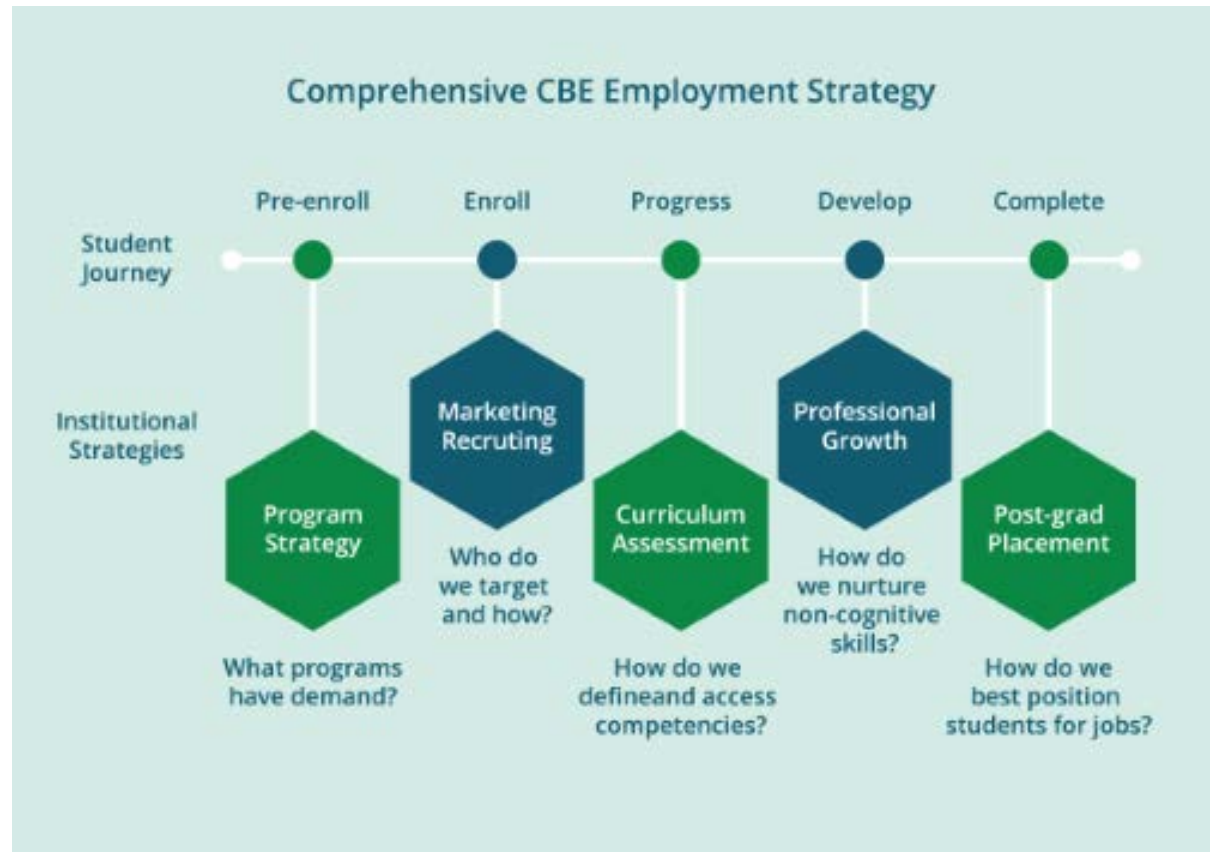 Comprehensive CBE Employment Strategy
Pre-enroll
Enroll
Progress
Develop
Complete
Student
Journey
Institutional
Strategies
Program
Strategy
What programs
have demand?
Marketing
Recruting
Who do
we target
and how?
Curriculum
Assessment
How do we
defineand access
competencies?
Professional
Growth
How do
we nurture
non-cognitive
skills?
Post-grad
Placement
How do we
best position
students for jobs?